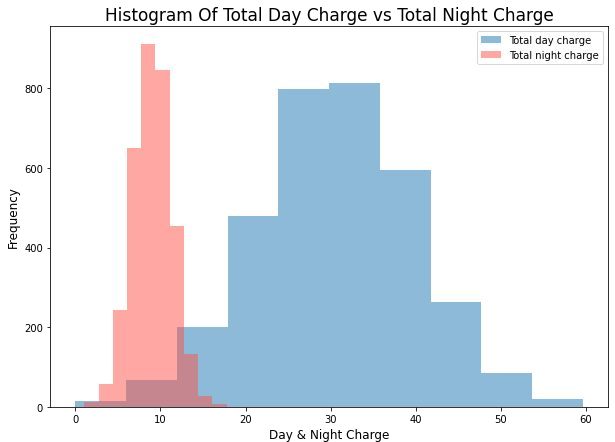 Histogram Of Total Day Charge vs Total Night Charge
Total day charge
Total night charge
Frequency
800
600
400
200
0
0
10
20
30
40
50
60
Day & Night Charge